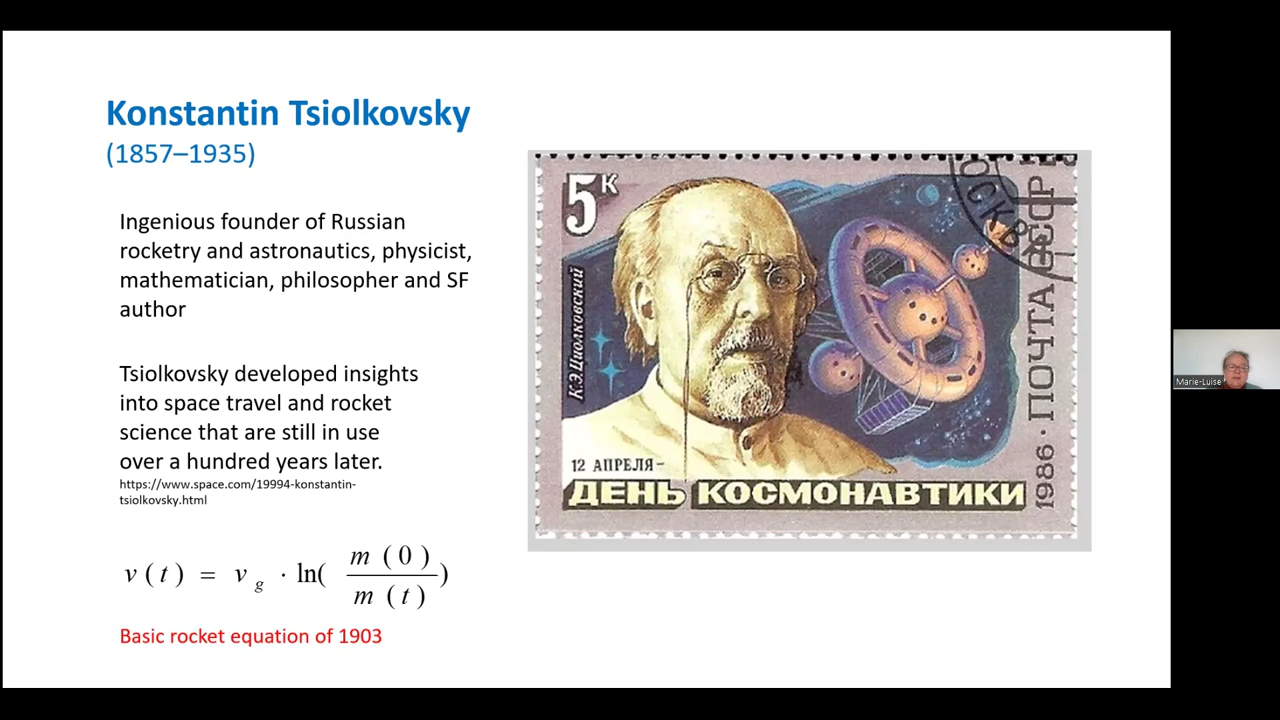 Konstantin Tsiolkovsky
(1857–1935)
Ingenious founder of Russian
rocketry and astronautics, physicist,
mathematician, philosopher and SF
author
Tsiolkovsky developed insights
into space travel and rocket
science that are still in use
over a hundred years later.
https://www.space.com/19994-konstantin-
tsiolkovsky.html
v(t) = v_g · ln( m(0) / m(t) )
Basic rocket equation of 1903
5К
К.Э.Циолковский
12 АПРЕЛЯ–
ДЕНЬ КОСМОНАВТИКИ
1986 · ПОЧТА СССР
Marie-Luise